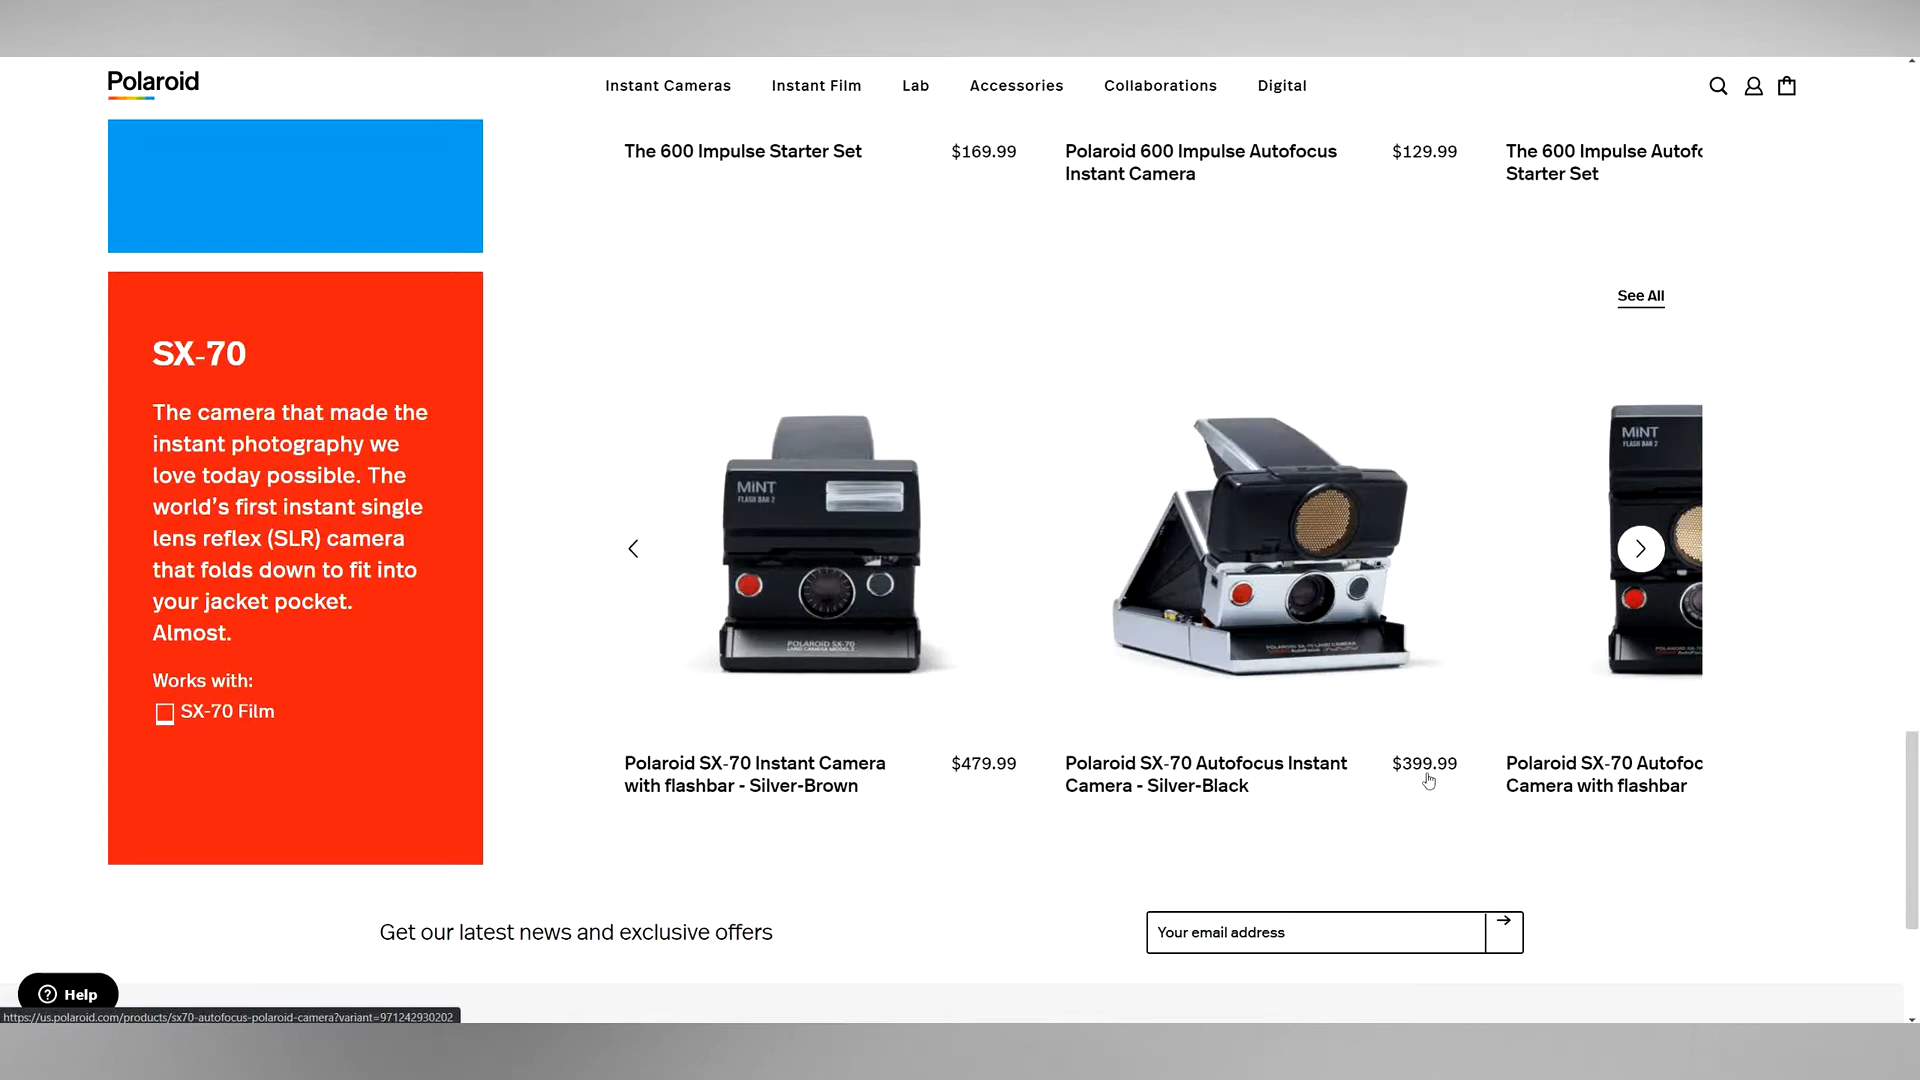 Polaroid
Instant Cameras
Instant Film
Lab
Accessories
Collaborations
Digital
The 600 Impulse Starter Set
$169.99
Polaroid 600 Impulse Autofocus
Instant Camera
$129.99
The 600 Impulse Autofo
Starter Set
See All
SX-70
The camera that made the
instant photography we
love today possible. The
world's first instant single
lens reflex (SLR) camera
that folds down to fit into
your jacket pocket.
Almost.
Works with:
SX-70 Film
MiNT
FLASH BAR 2
POLAROID SX-70
LAND CAMERA MODEL 2
POLAROID SX-70 LAND CAMERA
MiNT
FLASH BAR 2
Polaroid SX-70 Instant Camera
with flashbar - Silver-Brown
$479.99
Polaroid SX-70 Autofocus Instant
Camera - Silver-Black
$399.99
Polaroid SX-70 Autofoc
Camera with flashbar
Get our latest news and exclusive offers
Your email address
Help
https://us.polaroid.com/products/sx70-autofocus-polaroid-camera?variant=971242930202